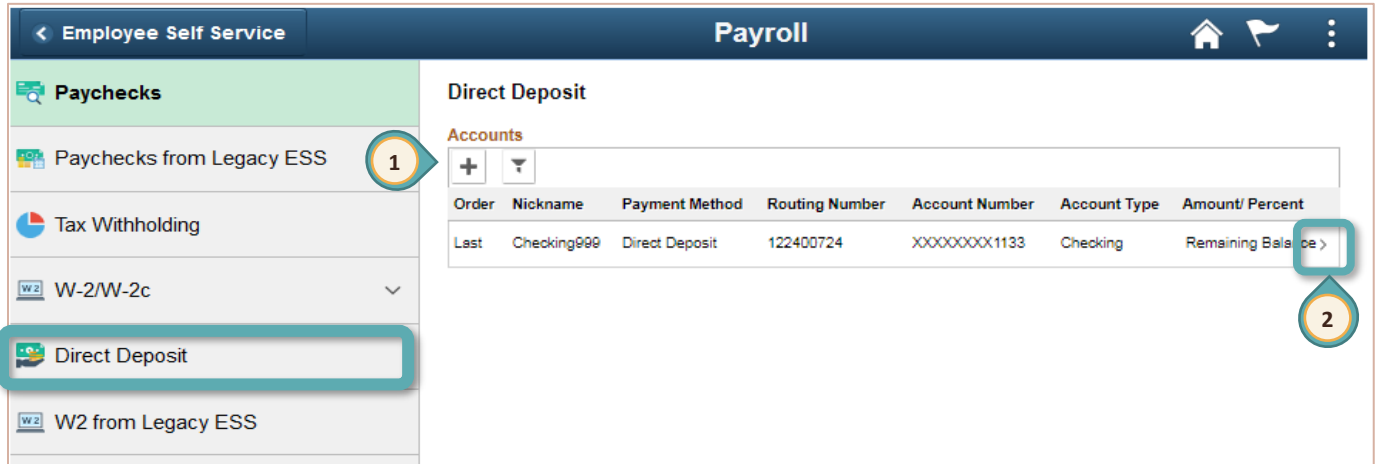 Employee Self Service
Payroll
Paychecks
Paychecks from Legacy ESS
Tax Withholding
W2 W-2/W-2c
Direct Deposit
W2 W2 from Legacy ESS
Direct Deposit
Accounts
1
Order Nickname Payment Method Routing Number Account Number Account Type Amount/ Percent
Last Checking999 Direct Deposit 122400724 XXXXXXXX1133 Checking Remaining Balance
2